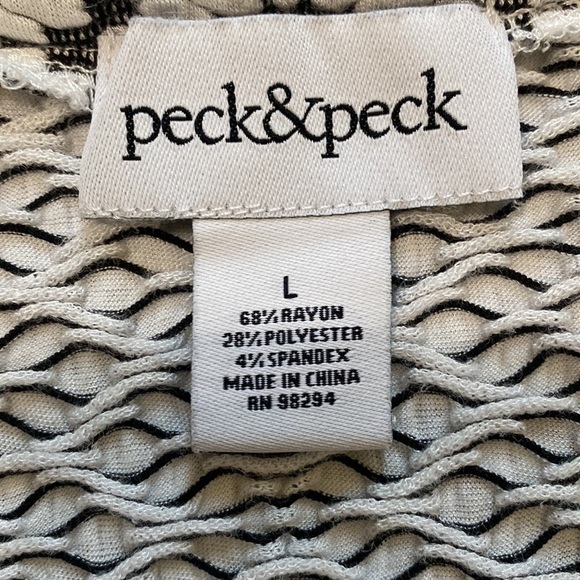 peck&peck
L
68% RAYON
28% POLYESTER
4% SPANDEX
MADE IN CHINA
RN 98294